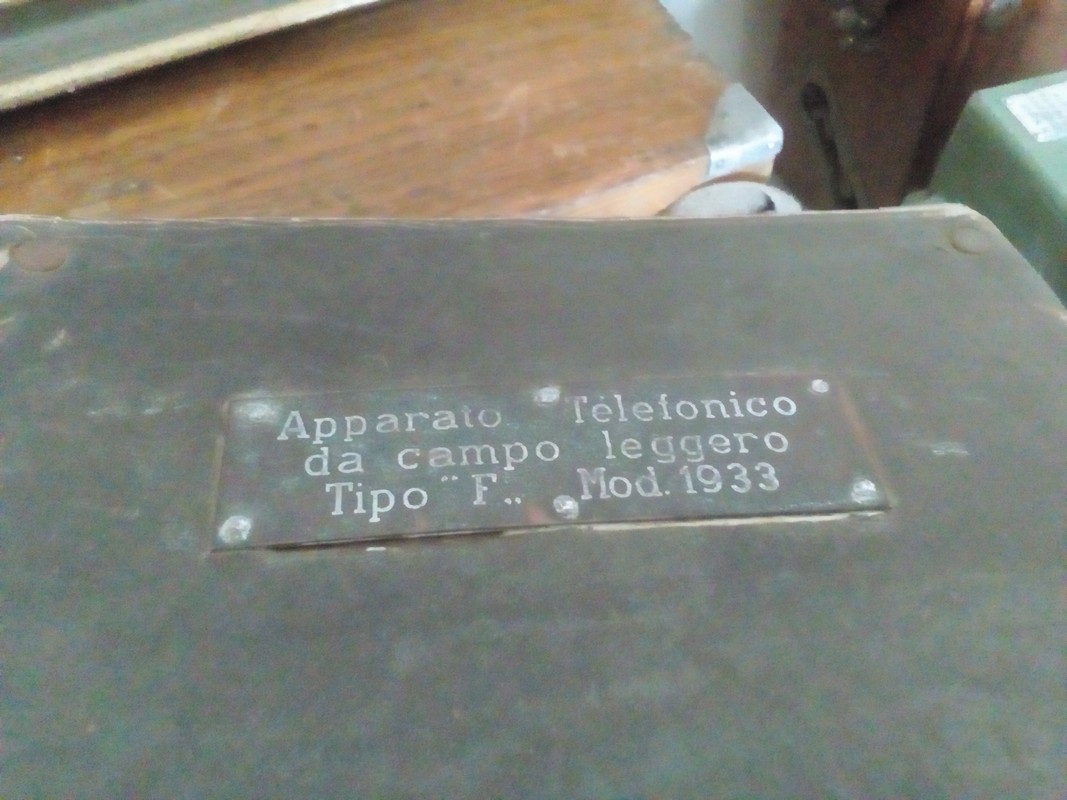 Apparato Telefonico
da campo leggero
Tipo "F„ Mod. 1933